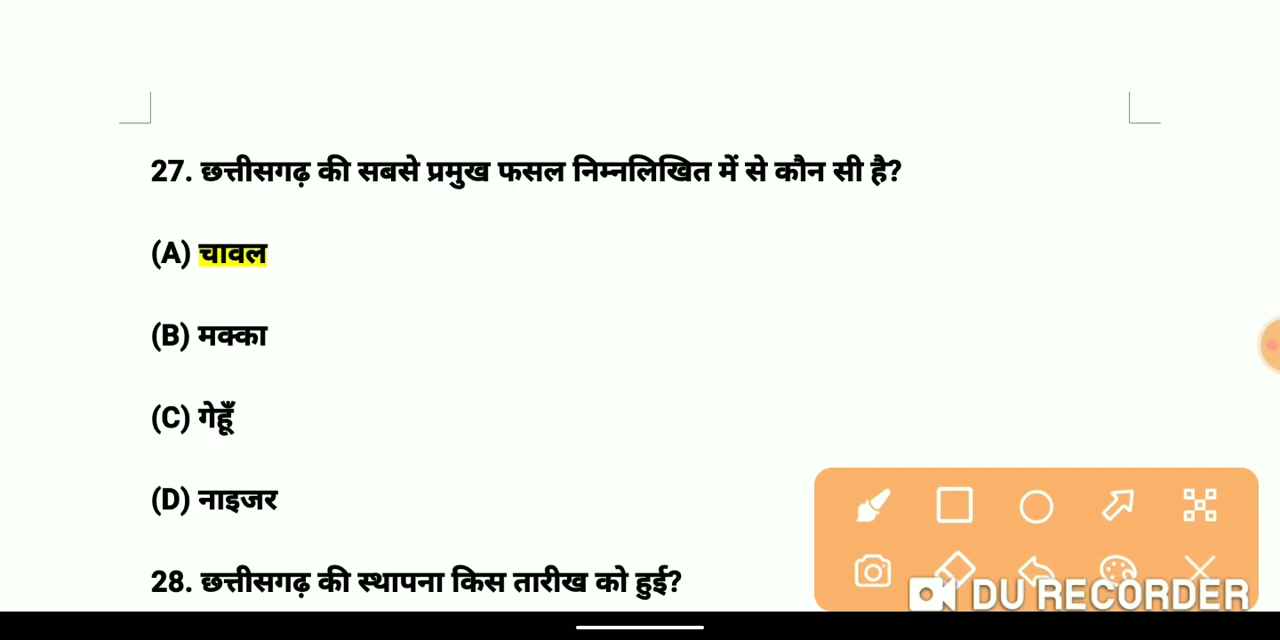 27. छत्तीसगढ़ की सबसे प्रमुख फसल निम्नलिखित में से कौन सी है?
(A) चावल
(B) मक्का
(C) गेहूँ
(D) नाइजर
28. छत्तीसगढ़ की स्थापना किस तारीख को हुई?
DU RECORDER